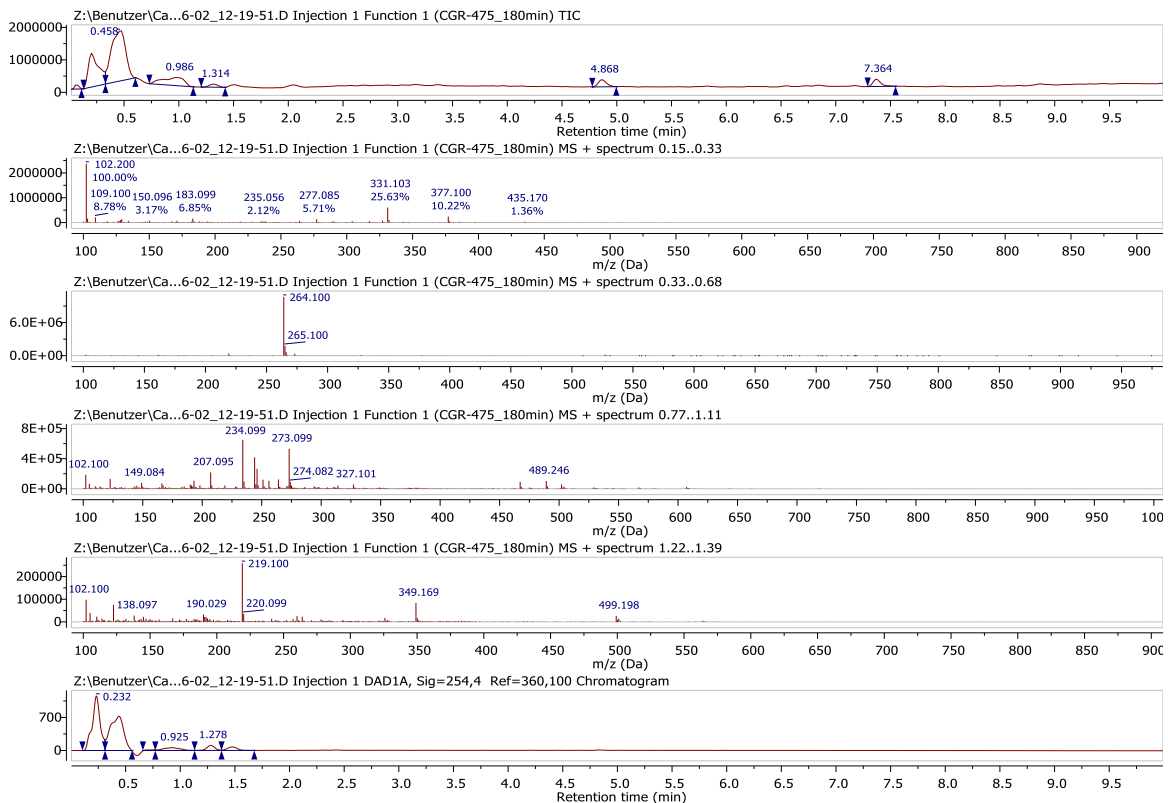 Z:\Benutzer\Ca...6-02_12-19-51.D Injection 1 Function 1 (CGR-475_180min) TIC
2000000
1000000
0
0.458
0.986
1.314
4.868
7.364
0.5 1.0 1.5 2.0 2.5 3.0 3.5 4.0 4.5 5.0 5.5 6.0 6.5 7.0 7.5 8.0 8.5 9.0 9.5
Retention time (min)
Z:\Benutzer\Ca...6-02_12-19-51.D Injection 1 Function 1 (CGR-475_180min) MS + spectrum 0.15..0.33
2000000
1000000
0
102.200
100.00%
109.100
8.78%
150.096
3.17%
183.099
6.85%
235.056
2.12%
277.085
5.71%
331.103
25.63%
377.100
10.22%
435.170
1.36%
100 150 200 250 300 350 400 450 500 550 600 650 700 750 800 850 900
m/z (Da)
Z:\Benutzer\Ca...6-02_12-19-51.D Injection 1 Function 1 (CGR-475_180min) MS + spectrum 0.33..0.68
6.0E+06
0.0E+00
264.100
265.100
100 150 200 250 300 350 400 450 500 550 600 650 700 750 800 850 900 950
m/z (Da)
Z:\Benutzer\Ca...6-02_12-19-51.D Injection 1 Function 1 (CGR-475_180min) MS + spectrum 0.77..1.11
8E+05
4E+05
0E+00
102.100
149.084
207.095
234.099
273.099
274.082
327.101
489.246
100 150 200 250 300 350 400 450 500 550 600 650 700 750 800 850 900 950 100
m/z (Da)
Z:\Benutzer\Ca...6-02_12-19-51.D Injection 1 Function 1 (CGR-475_180min) MS + spectrum 1.22..1.39
200000
100000
0
102.100
138.097
190.029
219.100
220.099
349.169
499.198
100 150 200 250 300 350 400 450 500 550 600 650 700 750 800 850 900
m/z (Da)
Z:\Benutzer\Ca...6-02_12-19-51.D Injection 1 DAD1A, Sig=254,4 Ref=360,100 Chromatogram
700
0
0.232
0.925
1.278
0.5 1.0 1.5 2.0 2.5 3.0 3.5 4.0 4.5 5.0 5.5 6.0 6.5 7.0 7.5 8.0 8.5 9.0 9.5
Retention time (min)